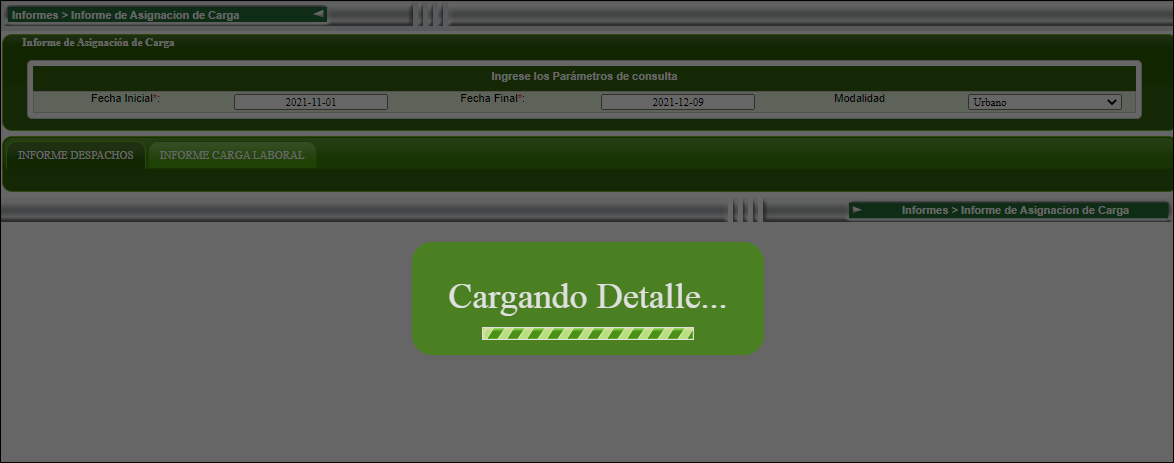 Informes > Informe de Asignacion de Carga
Informe de Asignación de Carga
Ingrese los Parámetros de consulta
Fecha Inicial*: 2021-11-01 Fecha Final*: 2021-12-09 Modalidad Urbano
INFORME DESPACHOS INFORME CARGA LABORAL
Informes > Informe de Asignacion de Carga
Cargando Detalle...